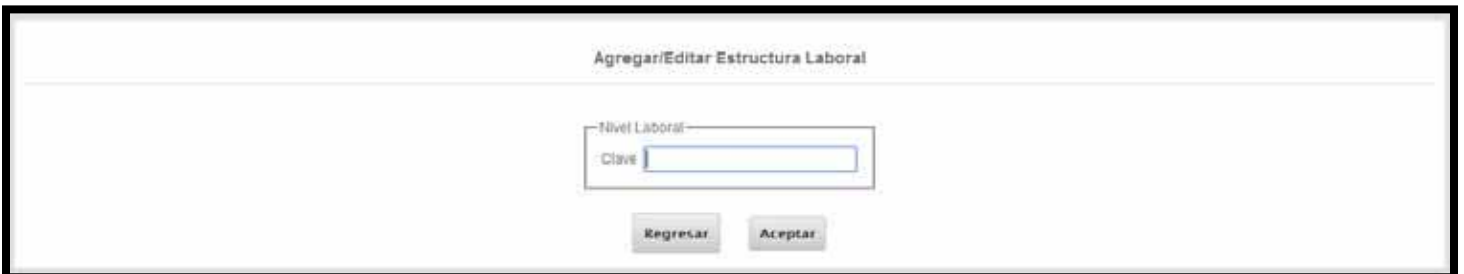 Agregar/Editar Estructura Laboral
Nivel Laboral
Clave
Regresar Aceptar